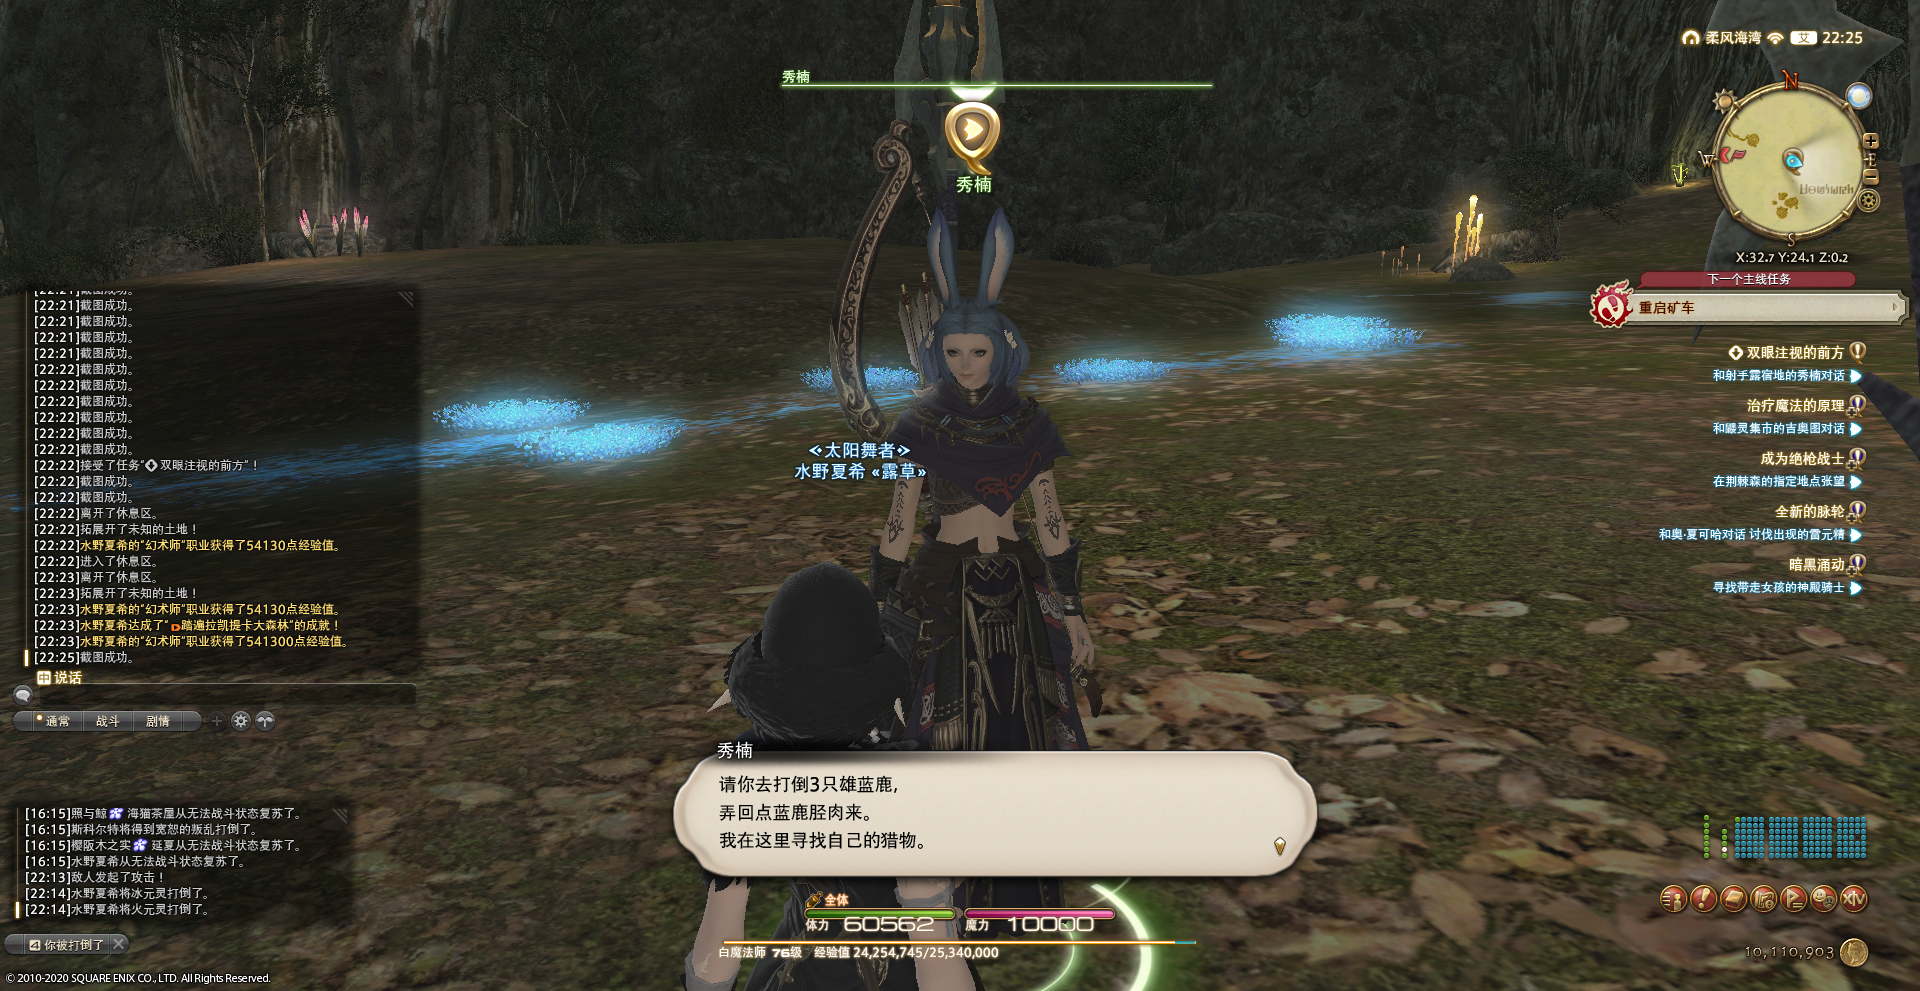 秀楠
秀楠
柔风海湾 艾 22:25
N
W
E
S
X:32.7 Y:24.1 Z:0.2
下一个主线任务
重启矿车
双眼注视的前方
和射手露宿地的秀楠对话
治疗魔法的原理
和鼹灵集市的吉奥图对话
成为绝枪战士
在荆棘森的指定地点张望
全新的脉轮
和奥·夏可哈对话 讨伐出现的雷元精
暗黑涌动
寻找带走女孩的神殿骑士
太阳舞者
水野夏希 «露草»
[22:21]截图成功。
[22:21]截图成功。
[22:21]截图成功。
[22:21]截图成功。
[22:21]截图成功。
[22:22]截图成功。
[22:22]截图成功。
[22:22]截图成功。
[22:22]截图成功。
[22:22]截图成功。
[22:22]截图成功。
[22:22]接受了任务“双眼注视的前方”！
[22:22]截图成功。
[22:22]截图成功。
[22:22]离开了休息区。
[22:22]拓展开了未知的土地！
[22:22]水野夏希的“幻术师”职业获得了54130点经验值。
[22:22]进入了休息区。
[22:23]离开了休息区。
[22:23]拓展开了未知的土地！
[22:23]水野夏希的“幻术师”职业获得了54130点经验值。
[22:23]水野夏希达成了“踏遍拉凯提卡大森林”的成就！
[22:23]水野夏希的“幻术师”职业获得了541300点经验值。
[22:25]截图成功。
中 说话
通常 战斗 剧情
秀楠
请你去打倒3只雄蓝鹿，
弄回点蓝鹿胫肉来。
我在这里寻找自己的猎物。
[16:15]照与鲸 海猫茶屋从无法战斗状态复苏了。
[16:15]斯科尔特将得到宽恕的叛乱打倒了。
[16:15]樱阪木之实 延夏从无法战斗状态复苏了。
[16:15]水野夏希从无法战斗状态复苏了。
[22:13]敌人发起了攻击！
[22:14]水野夏希将冰元灵打倒了。
[22:14]水野夏希将火元灵打倒了。
4 你被打倒了
全体
体力 60562 魔力 10000
白魔法师 76级 经验值 24,254,745/25,340,000
XIV
10,110,903
© 2010-2020 SQUARE ENIX CO., LTD. All Rights Reserved.